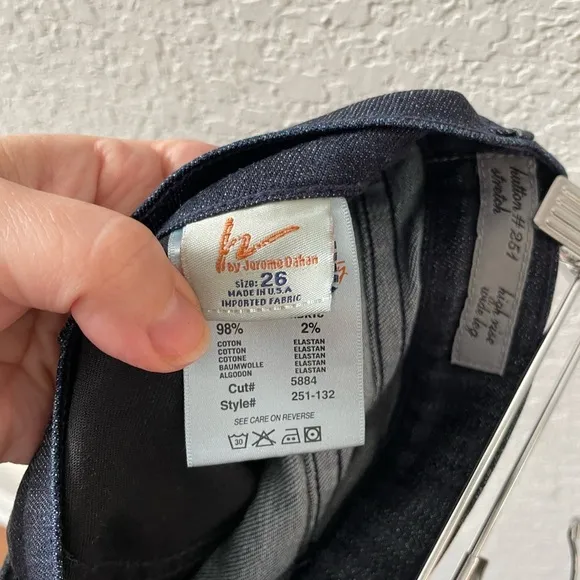 by Jerome Dahan
SIZE: 26
MADE IN U.S.A
IMPORTED FABRIC
98% 2%
COTON ELASTAN
COTTON ELASTAN
COTONE ELASTAN
BAUMWOLLE ELASTAN
ALGODON ELASTAN
Cut# 5884
Style# 251-132
SEE CARE ON REVERSE
30
hutton #251
stretch
high rise
wide leg